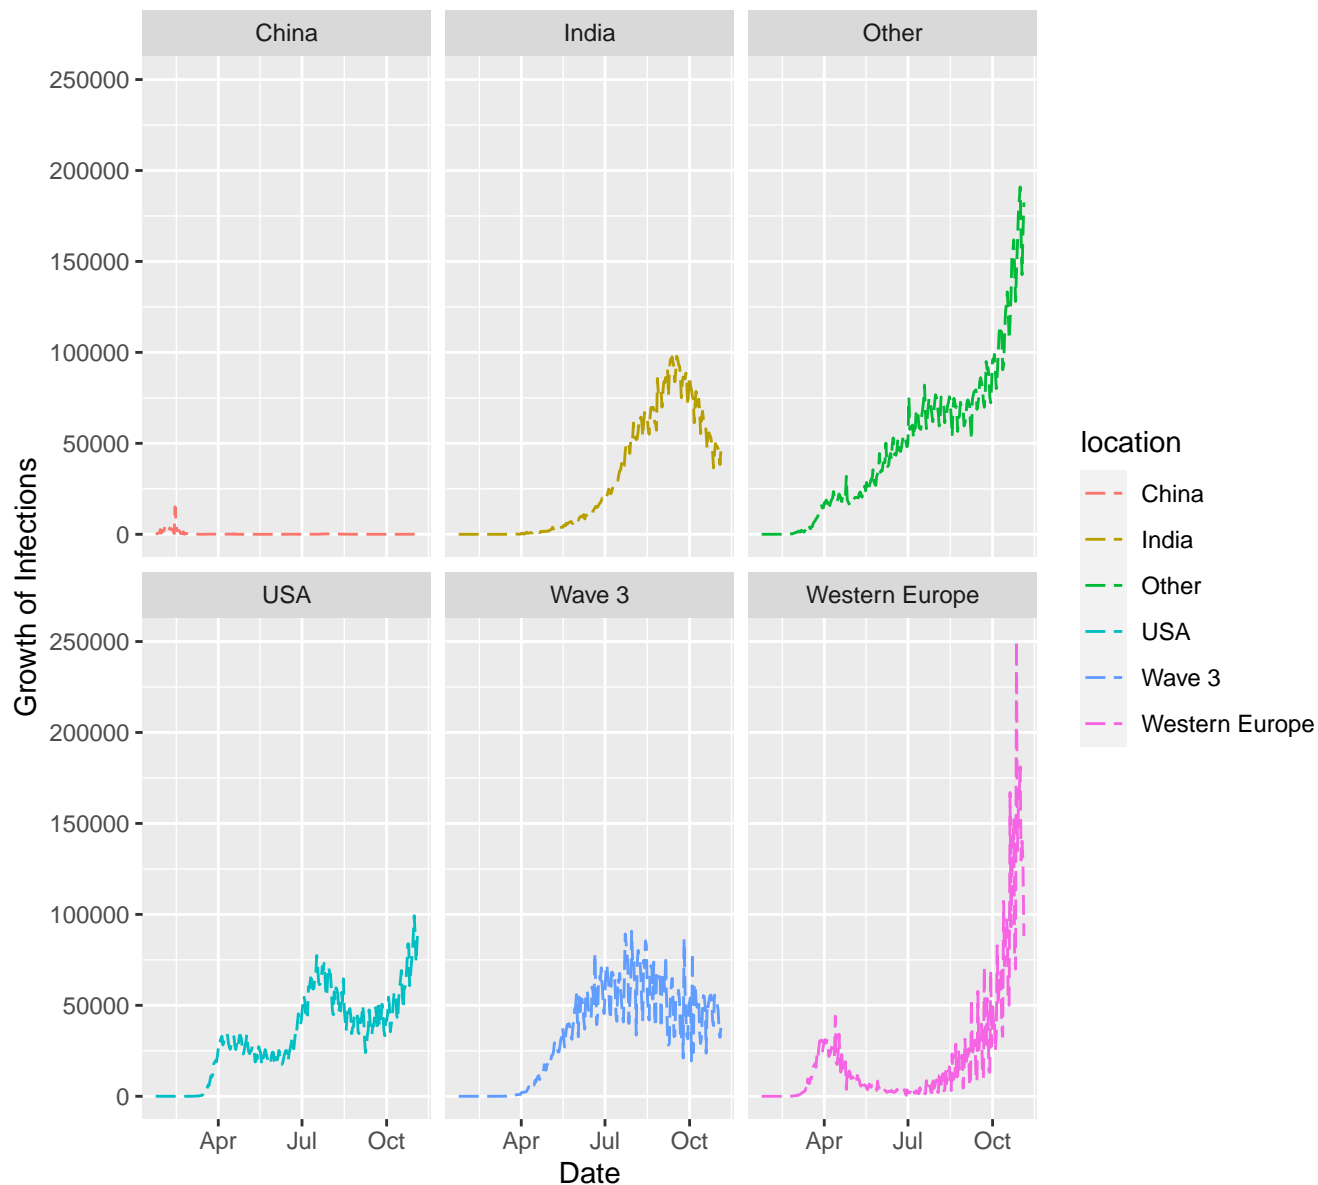 China India Other
250000
200000
150000
100000
50000
0
USA Wave 3 Western Europe
250000
200000
150000
100000
50000
0
Apr Jul Oct Apr Jul Oct Apr Jul Oct
Date
Growth of Infections
location
China
India
Other
USA
Wave 3
Western Europe